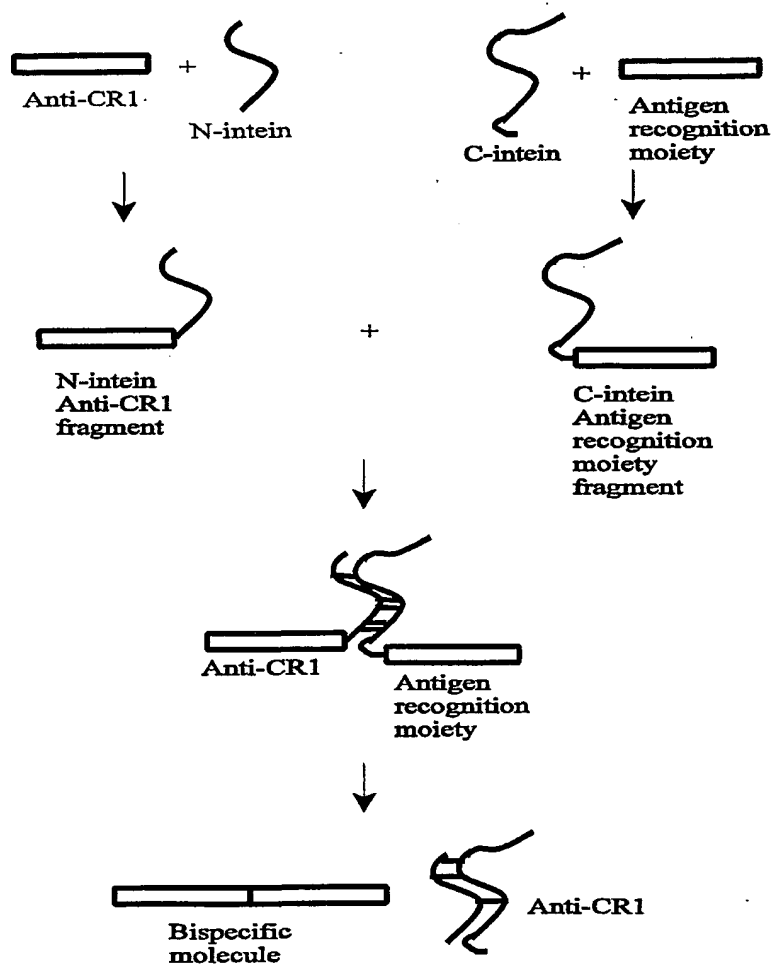 +
+
Anti-CR1
N-intein
C-intein
Antigen
recognition
moiety
+
N-intein
Anti-CR1
fragment
C-intein
Antigen
recognition
moiety
fragment
Anti-CR1
Antigen
recognition
moiety
Bispecific
molecule
Anti-CR1